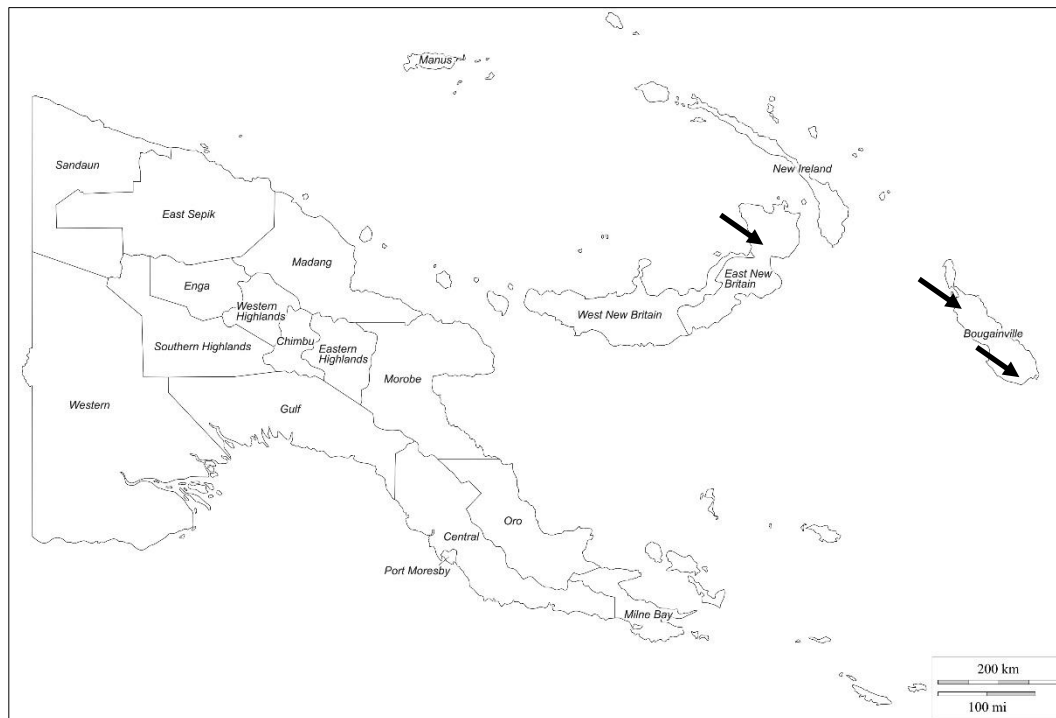 Manus
Sandaun
New Ireland
East Sepik
Madang
East New
Britain
Enga
Western
Highlands
West New Britain
Bougainville
Chimbu
Southern Highlands
Eastern
Highlands
Morobe
Western
Gulf
Oro
Central
Port Moresby
Milne Bay
200 km
100 mi